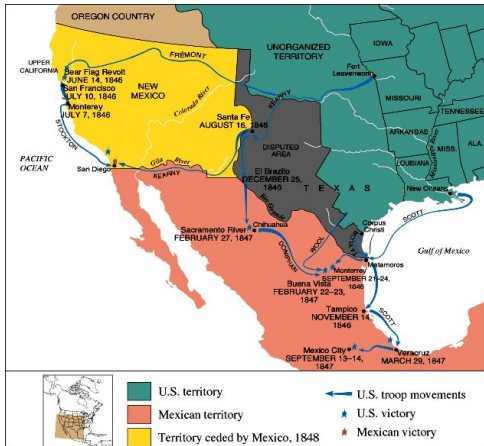 OREGON COUNTRY
UNORGANIZED
TERRITORY
IOWA
FRÉMONT
Fort
Leavenworth
UPPER
CALIFORNIA
Bear Flag Revolt
JUNE 14, 1846
San Francisco
JULY 10, 1846
Monterey
JULY 7, 1846
NEW
MEXICO
Colorado River
KEARNY
MISSOURI
TENNESSEE
Santa Fe
AUGUST 16, 1846
ARKANSAS
Mississippi River
MISS.
ALA.
STOCKTON
DISPUTED
AREA
LOUISIANA
PACIFIC
OCEAN
San Diego
Gila River
KEARNY
El Brazito
DECEMBER 25,
1846
TEXAS
New Orleans
Rio Grande
SCOTT
Sacramento River
FEBRUARY 27, 1847
Chihuahua
DONIPHAN
WOOL
TAYLOR
Corpus
Christi
Gulf of Mexico
Matamoros
Monterrey
SEPTEMBER 21–24,
1846
Buena Vista
FEBRUARY 22–23,
1847
Tampico
NOVEMBER 14,
1846
SCOTT
Mexico City
SEPTEMBER 13–14,
1847
Veracruz
MARCH 29, 1847
U.S. territory
Mexican territory
Territory ceded by Mexico, 1848
U.S. troop movements
U.S. victory
Mexican victory